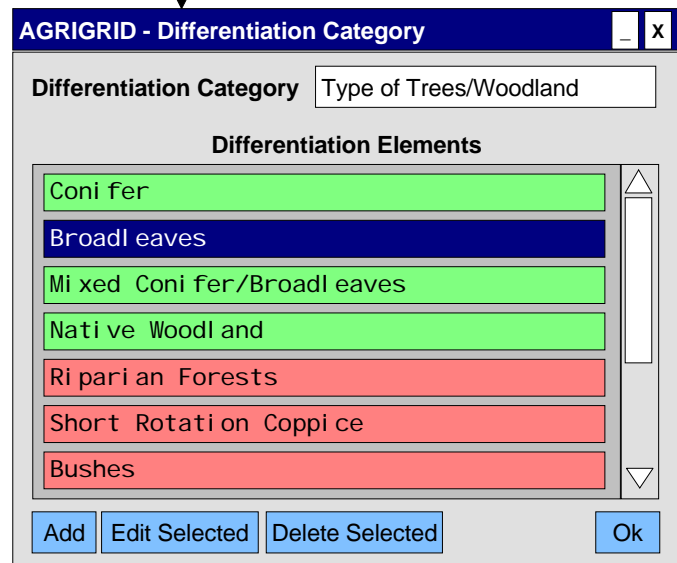 AGRIGRID - Differentiation Category _ X
Differentiation Category Type of Trees/Woodland
Differentiation Elements
Conifer
Broadleaves
Mixed Conifer/Broadleaves
Native Woodland
Riparian Forests
Short Rotation Coppice
Bushes
Add Edit Selected Delete Selected Ok